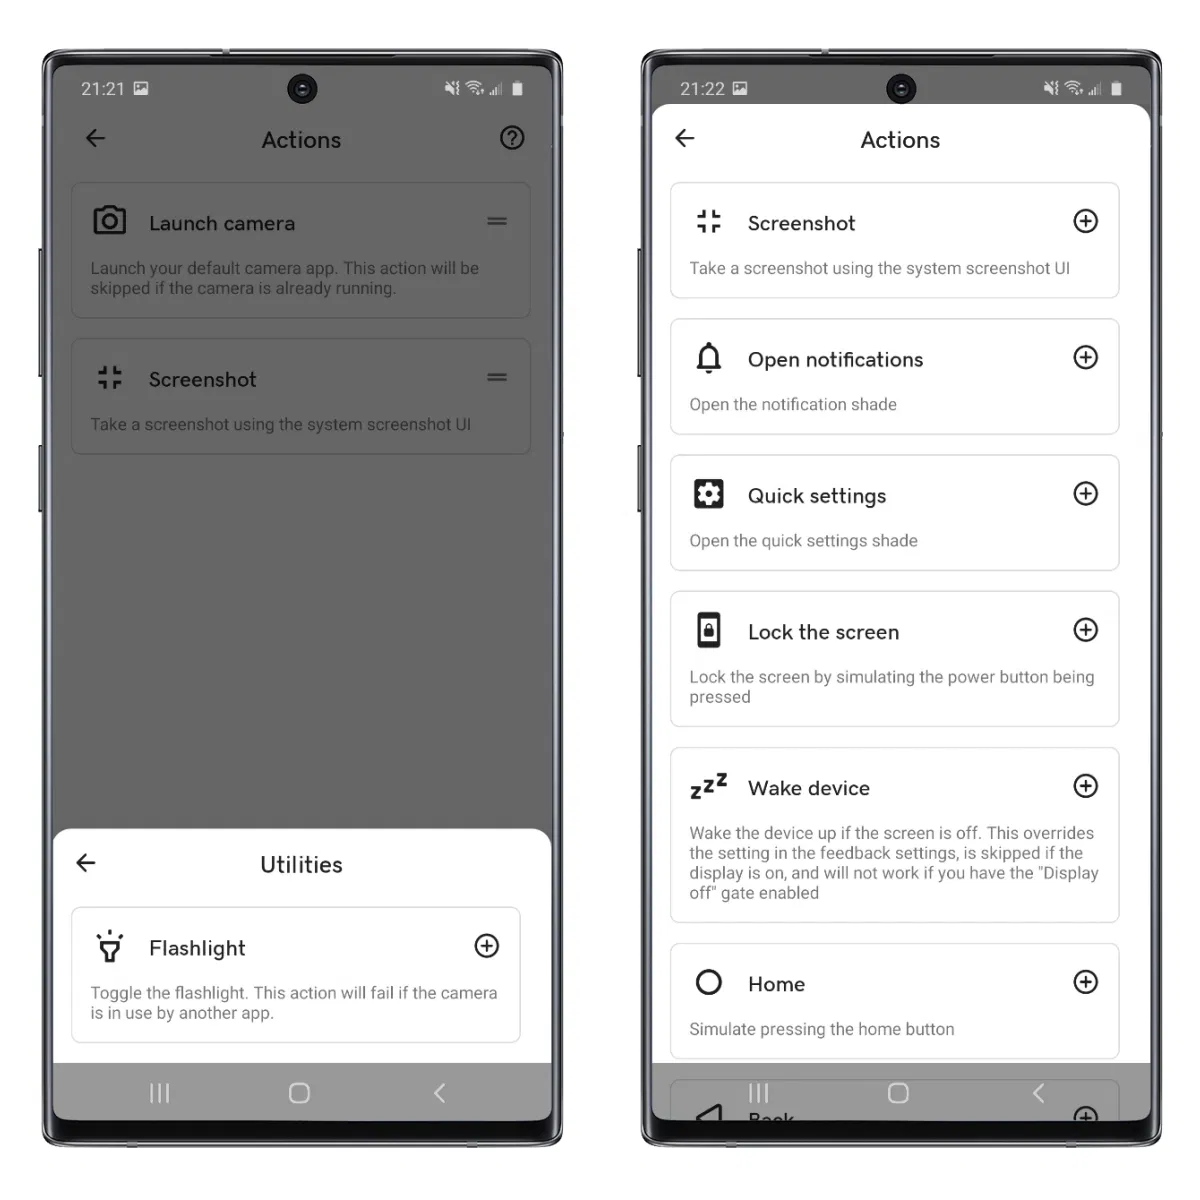 21:21
Actions
Launch camera
Launch your default camera app. This action will be
skipped if the camera is already running.
Screenshot
Take a screenshot using the system screenshot UI
Utilities
Flashlight
Toggle the flashlight. This action will fail if the camera
is in use by another app.
21:22
Actions
Screenshot
Take a screenshot using the system screenshot UI
Open notifications
Open the notification shade
Quick settings
Open the quick settings shade
Lock the screen
Lock the screen by simulating the power button being
pressed
Wake device
Wake the device up if the screen is off. This overrides
the setting in the feedback settings, is skipped if the
display is on, and will not work if you have the "Display
off" gate enabled
Home
Simulate pressing the home button
Back